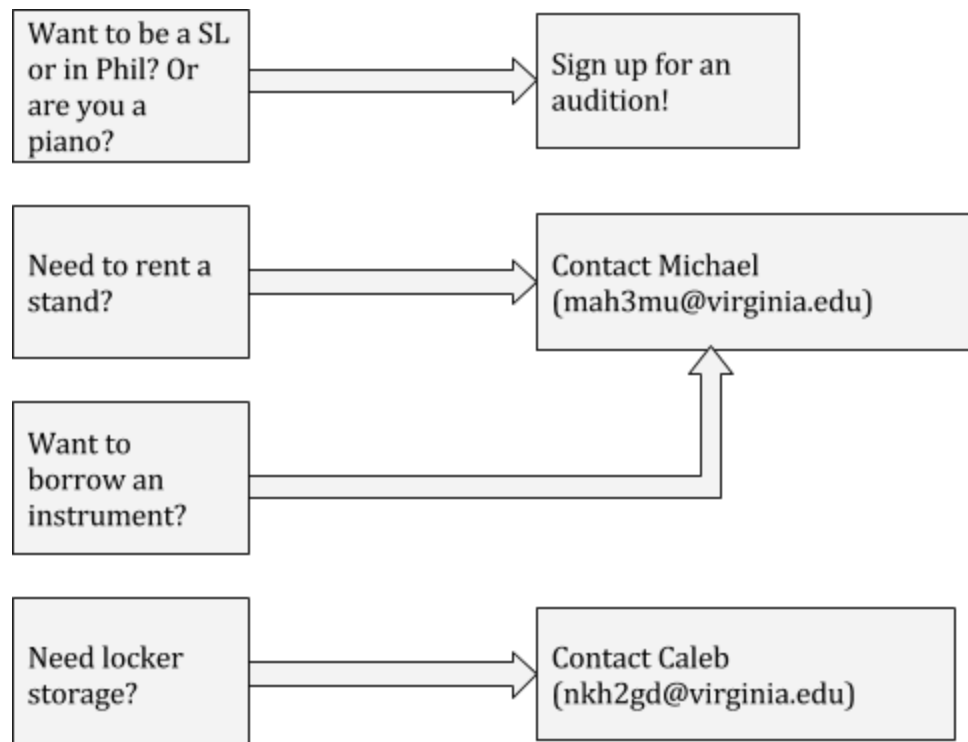 Want to be a SL
or in Phil? Or
are you a
piano?
Sign up for an
audition!
Need to rent a
stand?
Contact Michael
(mah3mu@virginia.edu)
Want to
borrow an
instrument?
Need locker
storage?
Contact Caleb
(nkh2gd@virginia.edu)